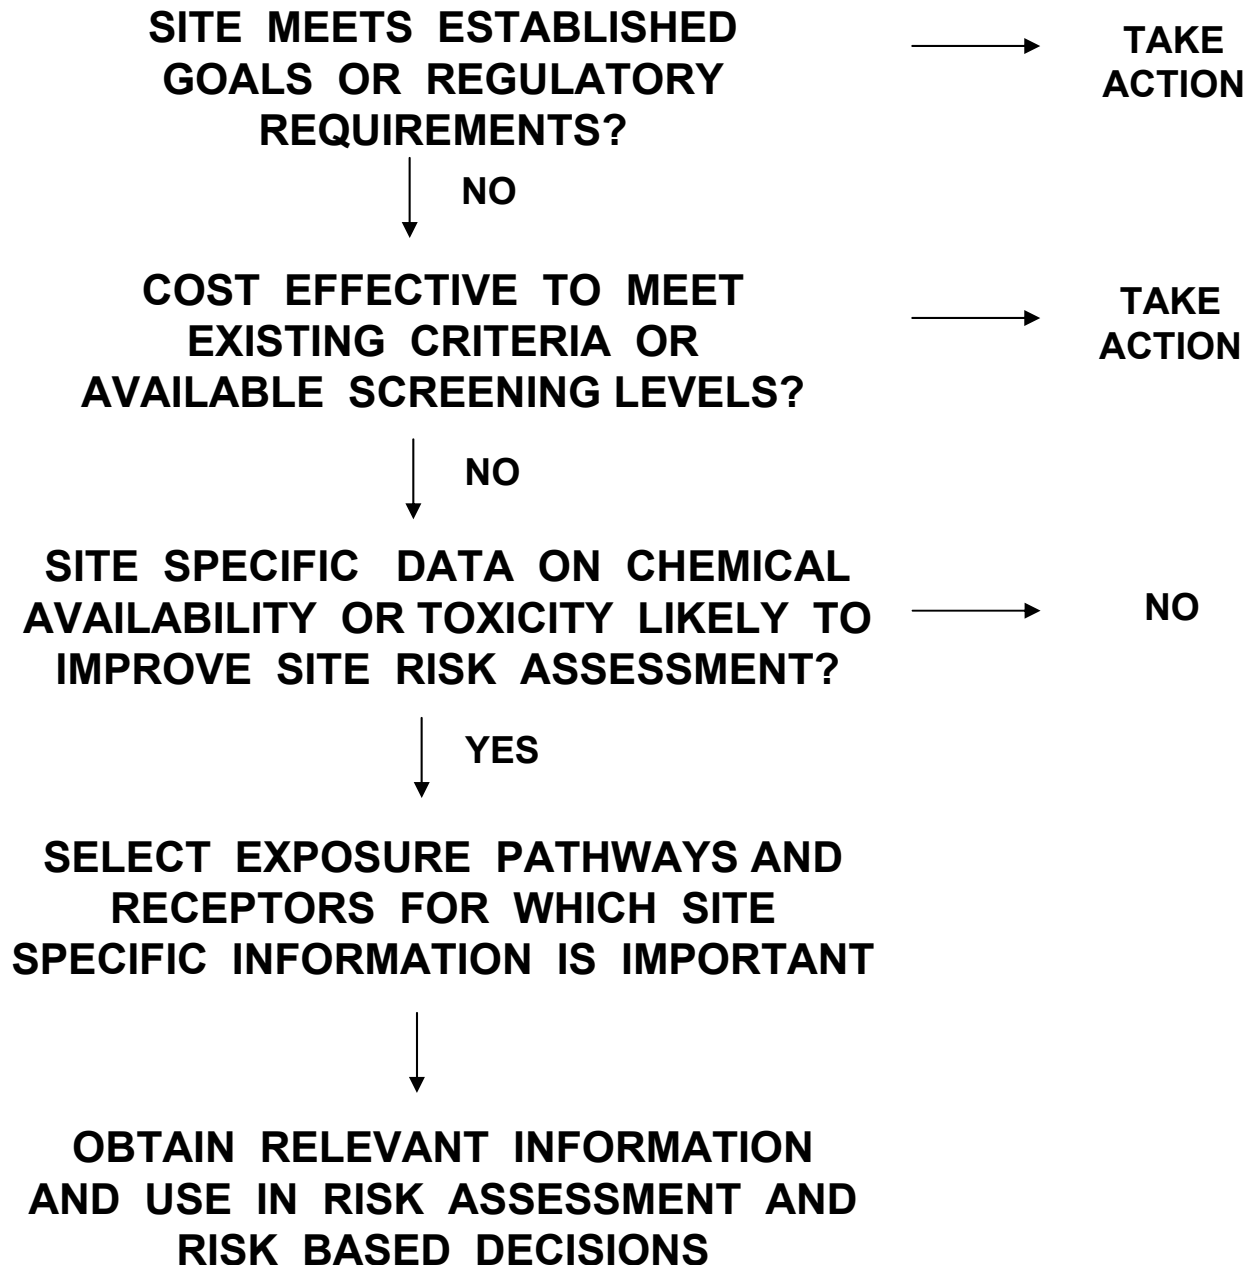 SITE MEETS ESTABLISHED
GOALS OR REGULATORY
REQUIREMENTS?
TAKE
ACTION
NO
COST EFFECTIVE TO MEET
EXISTING CRITERIA OR
AVAILABLE SCREENING LEVELS?
TAKE
ACTION
NO
SITE SPECIFIC DATA ON CHEMICAL
AVAILABILITY OR TOXICITY LIKELY TO
IMPROVE SITE RISK ASSESSMENT?
NO
YES
SELECT EXPOSURE PATHWAYS AND
RECEPTORS FOR WHICH SITE
SPECIFIC INFORMATION IS IMPORTANT
OBTAIN RELEVANT INFORMATION
AND USE IN RISK ASSESSMENT AND
RISK BASED DECISIONS